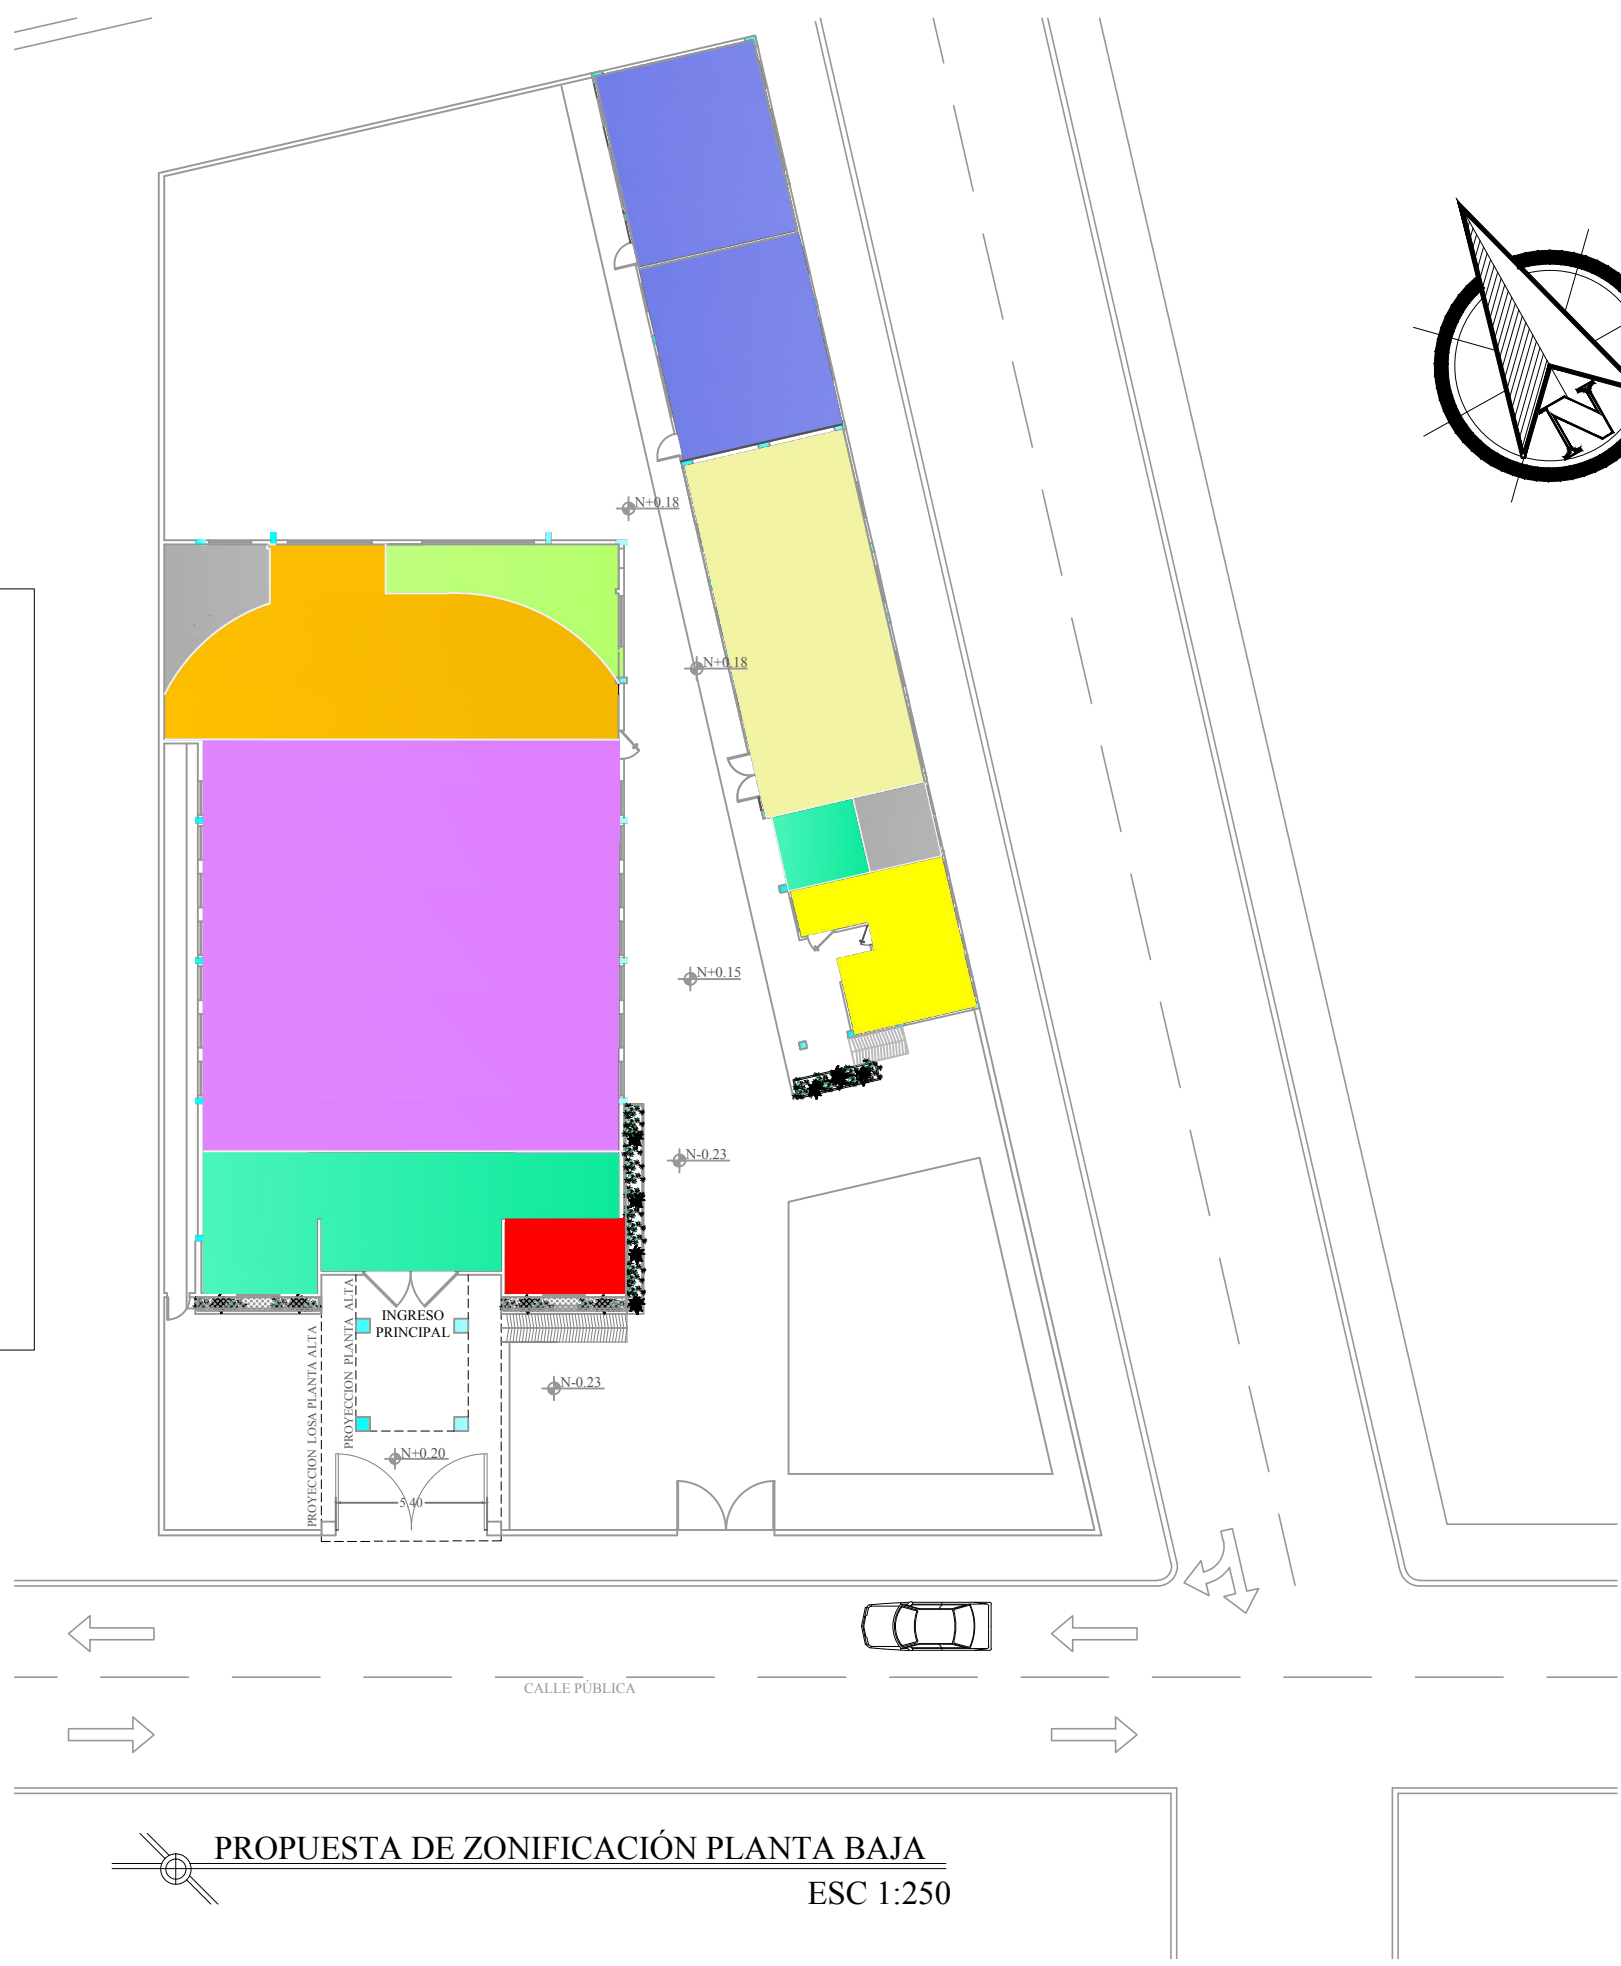 N
N+0.18
N+0.18
N+0.15
N-0.23
INGRESO
PRINCIPAL
PROYECCION PLANTA ALTA
PROYECCION LOSA PLANTA ALTA
N-0.23
N+0.20
5.40
CALLE PÚBLICA
PROPUESTA DE ZONIFICACIÓN PLANTA BAJA
ESC 1:250